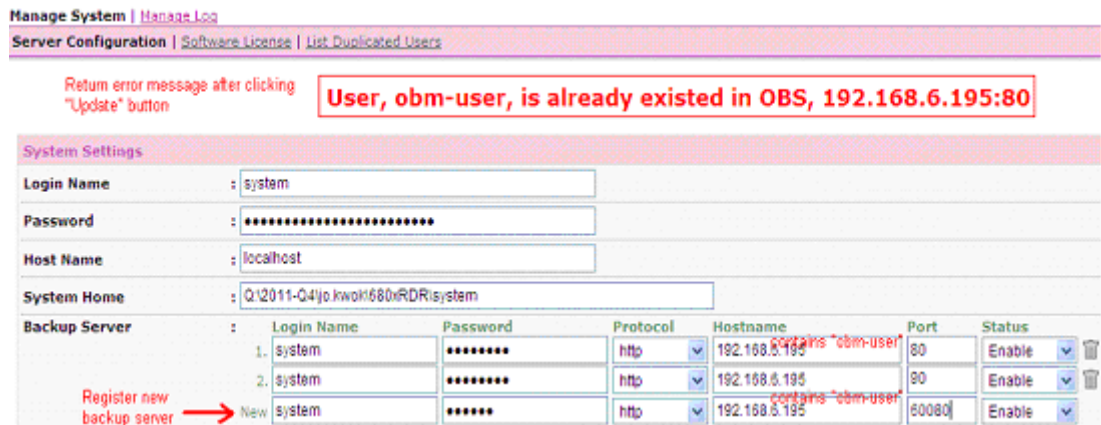 Manage System | Manage Log
Server Configuration | Software License | List Duplicated Users
Return error message after clicking
"Update" button
User, obm-user, is already existed in OBS, 192.168.6.195:80
System Settings
Login Name : system
Password : ••••••••••••••••••••••••
Host Name : localhost
System Home : Q:\2011-Q4\jo.kwok\680xRDR\system
Backup Server : Login Name Password Protocol Hostname Port Status
contains "obm-user"
1. system •••••••• http 192.168.6.195 80 Enable
2. system •••••••• http 192.168.6.195 90 Enable
Register new
backup server
contains "obm-user"
New system •••••• http 192.168.6.195 60080 Enable